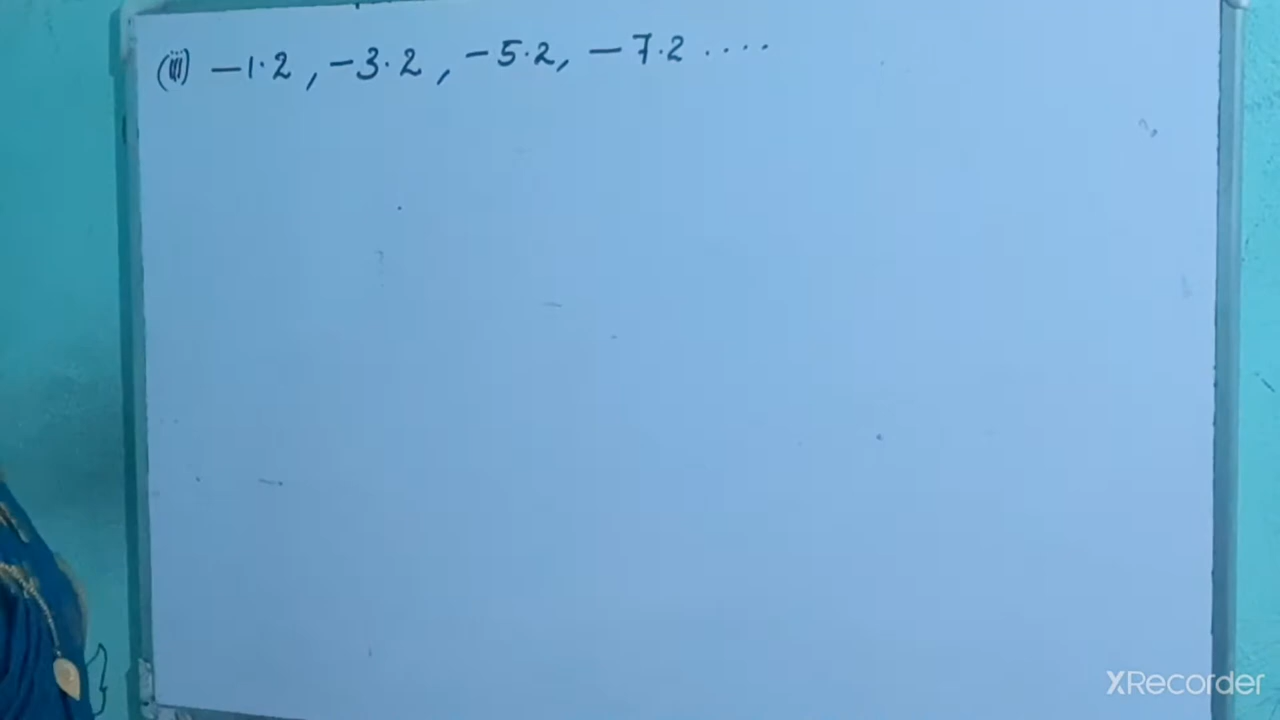 (iii) -1·2, -3·2, -5·2, -7·2 ....
XRecorder